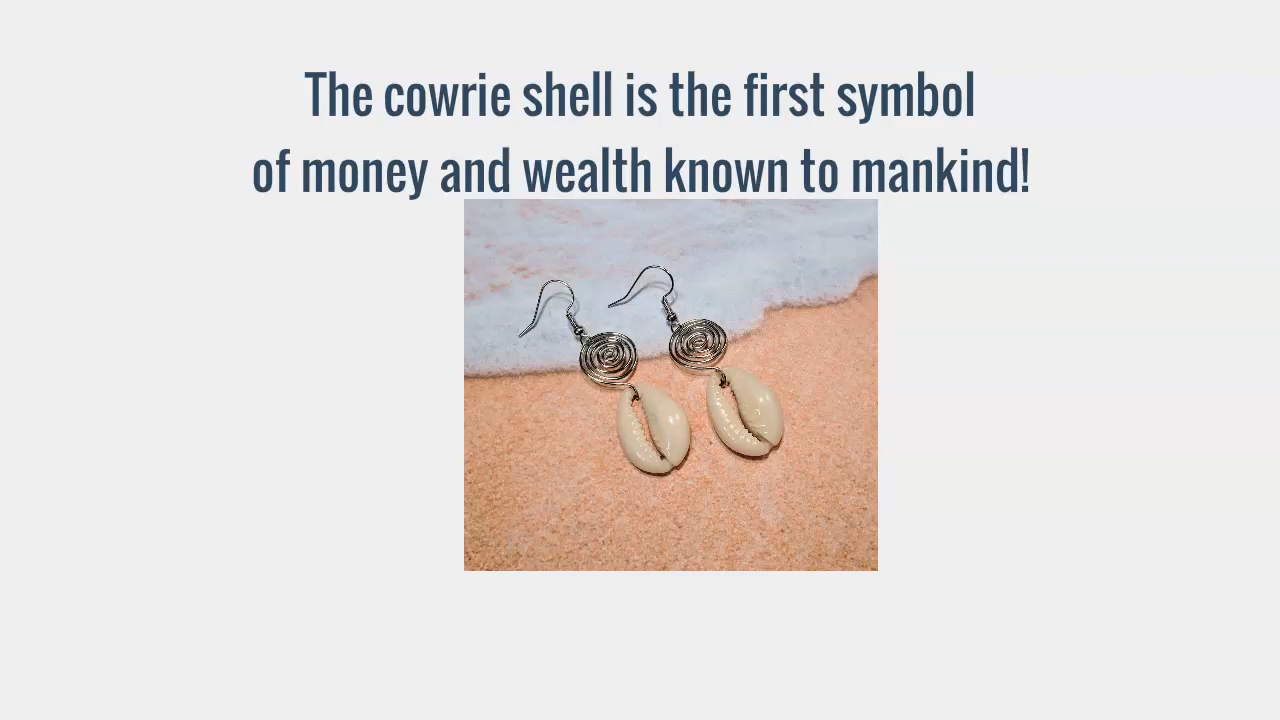 The cowrie shell is the first symbol
of money and wealth known to mankind!